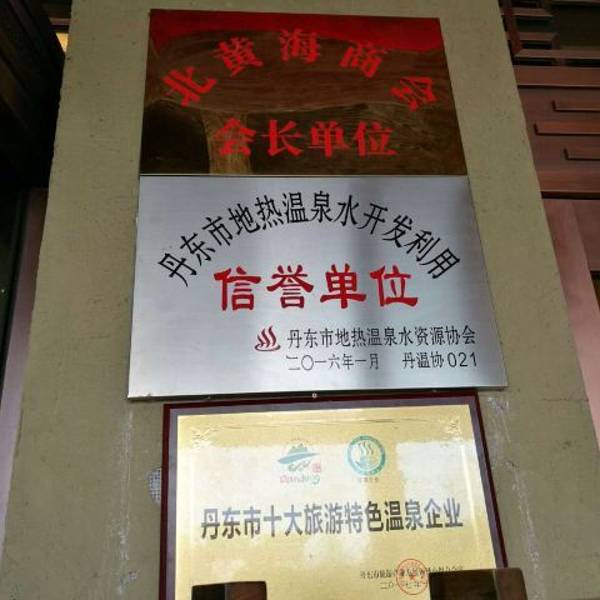 北黄海商会
会长单位
丹东市地热温泉水开发利用
信誉单位
丹东市地热温泉水资源协会
二〇一六年一月 丹温协021
丹东市十大旅游特色温泉企业